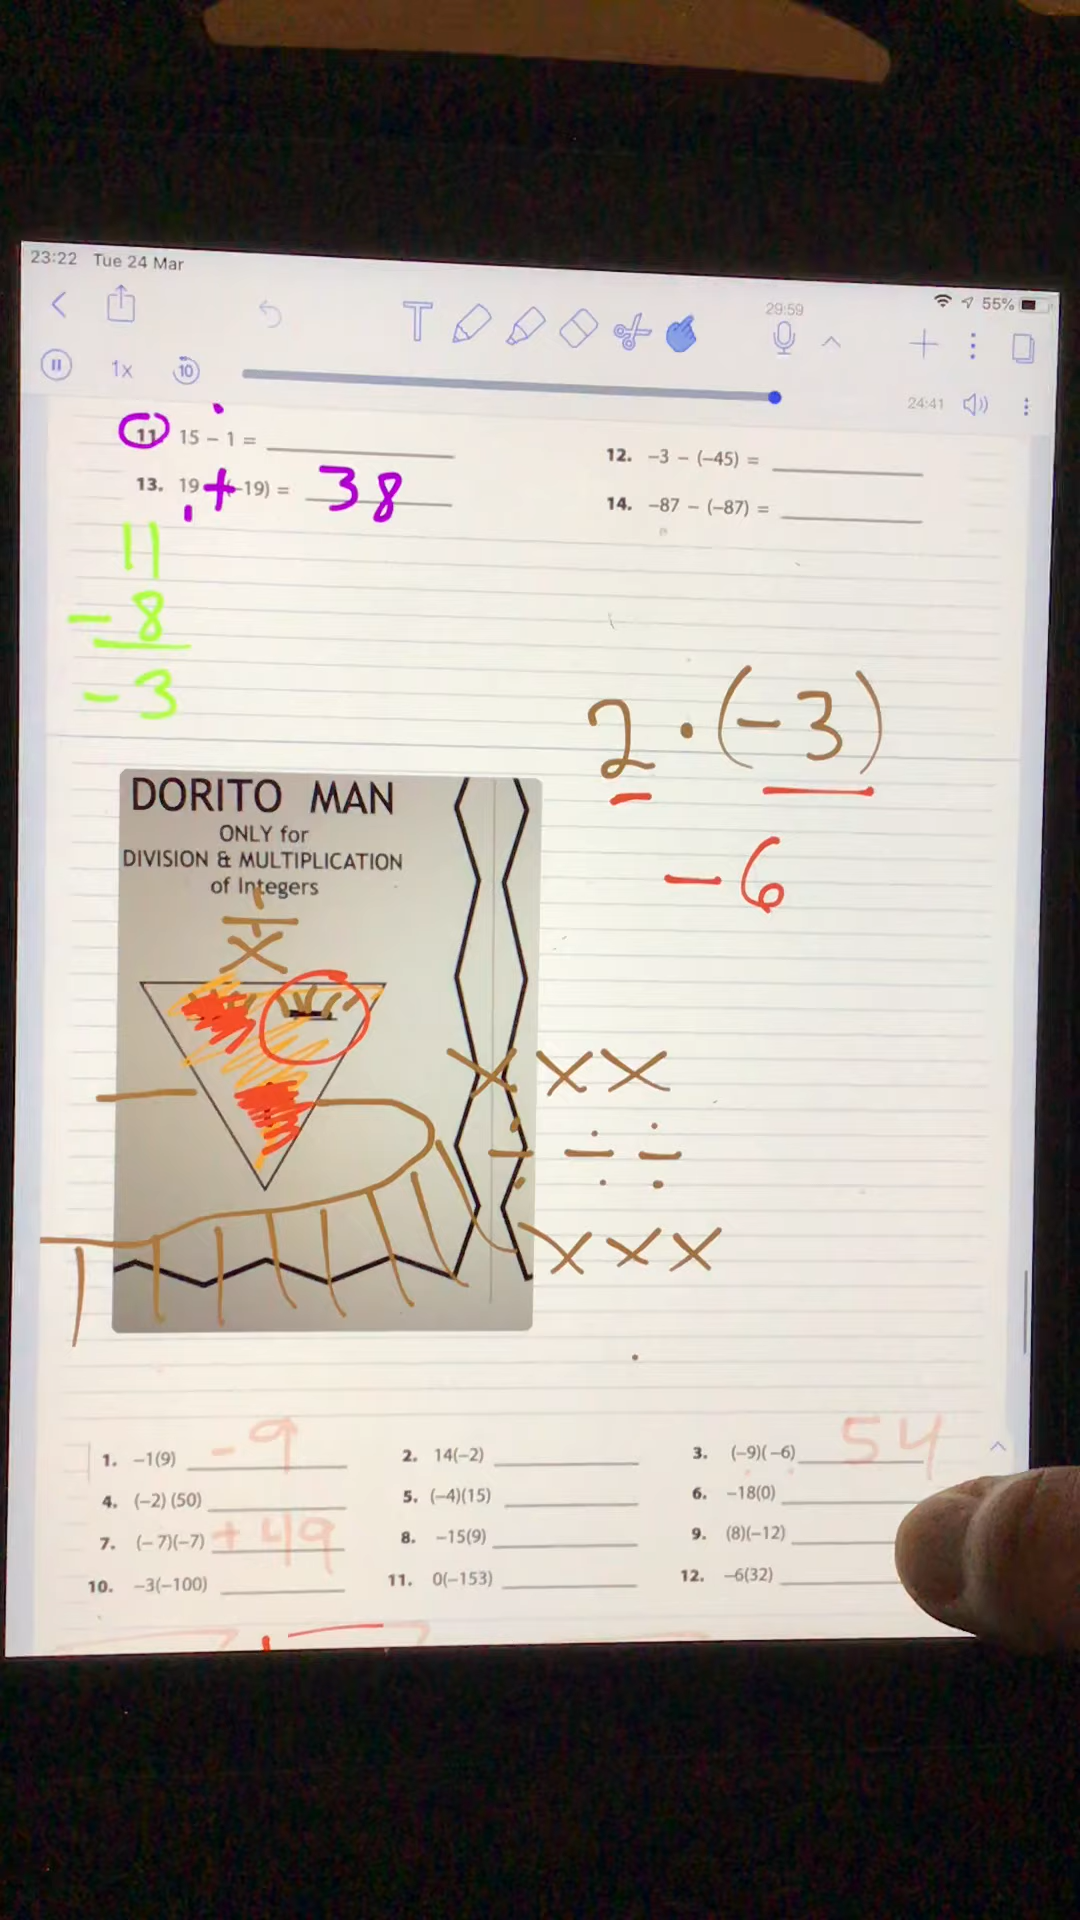 23:22 Tue 24 Mar
55%
T
29:59
1x
10
24:41
11. 15 – 1 =
12. –3 – (–45) =
13. 19 + (–19) = 38
14. –87 – (–87) =
11
– 8
– 3
2 · (–3)
– 6
DORITO MAN
ONLY for
DIVISION & MULTIPLICATION
of Integers
÷
×
× × ×
÷ ÷ ÷
× × ×
1. –1(9) –9
2. 14(–2)
3. (–9)(–6) 54
4. (–2) (50)
5. (–4)(15)
6. –18(0)
7. (–7)(–7) +49
8. –15(9)
9. (8)(–12)
10. –3(–100)
11. 0(–153)
12. –6(32)